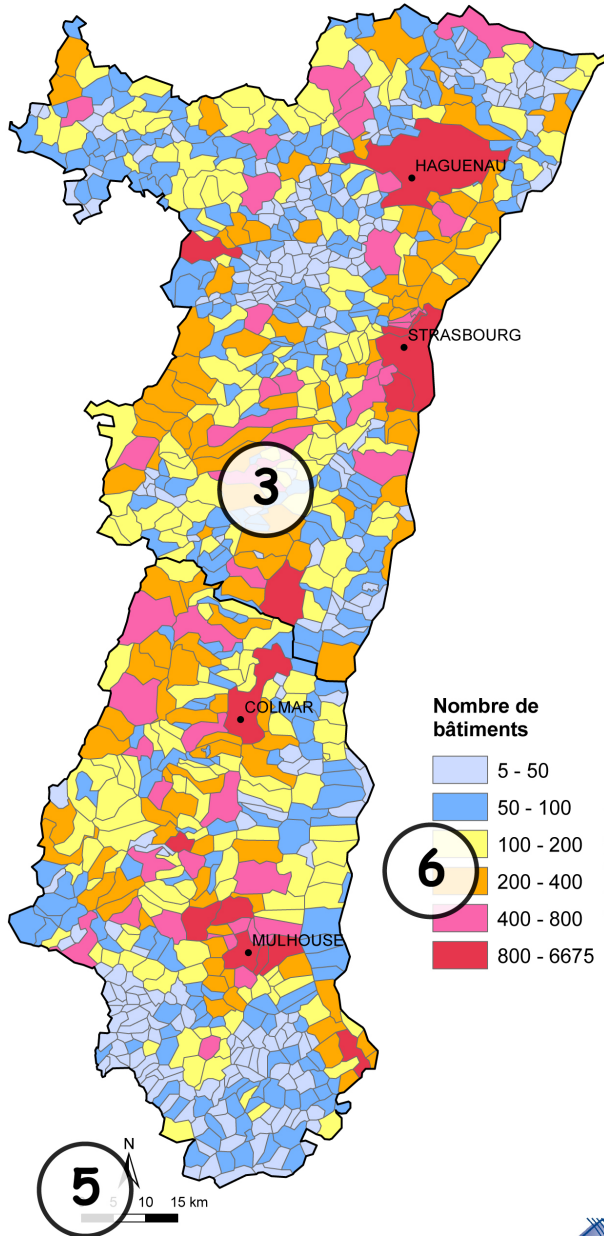 HAGUENAU
STRASBOURG
3
COLMAR
Nombre de
bâtiments
5 - 50
50 - 100
100 - 200
6
200 - 400
400 - 800
MULHOUSE
800 - 6675
N
5
5 10 15 km